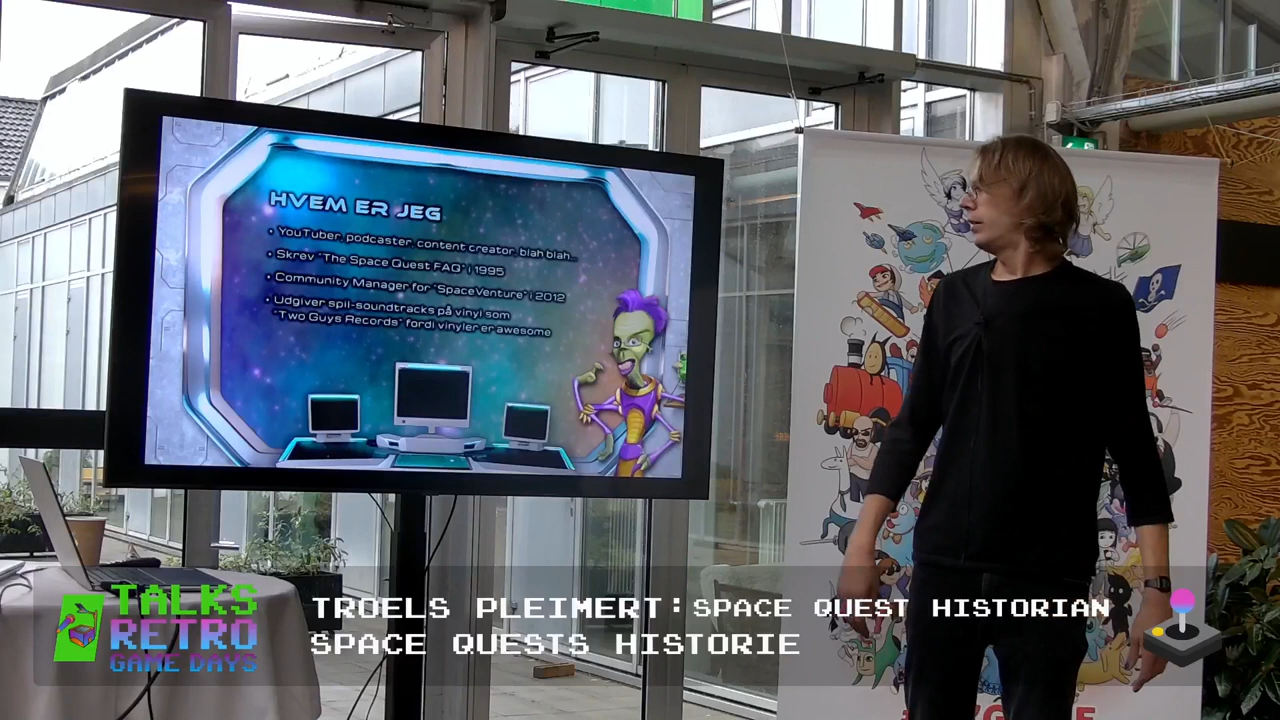 HVEM ER JEG
• YouTuber, podcaster, content creator, blah blah...
• Skrev "The Space Quest FAQ" i 1995
• Community Manager for "SpaceVenture" i 2012
• Udgiver spil-soundtracks på vinyl som
"Two Guys Records" fordi vinyler er awesome
TALKS
RETRO
GAME DAYS
TROELS PLEIMERT: SPACE QUEST HISTORIAN
SPACE QUESTS HISTORIE